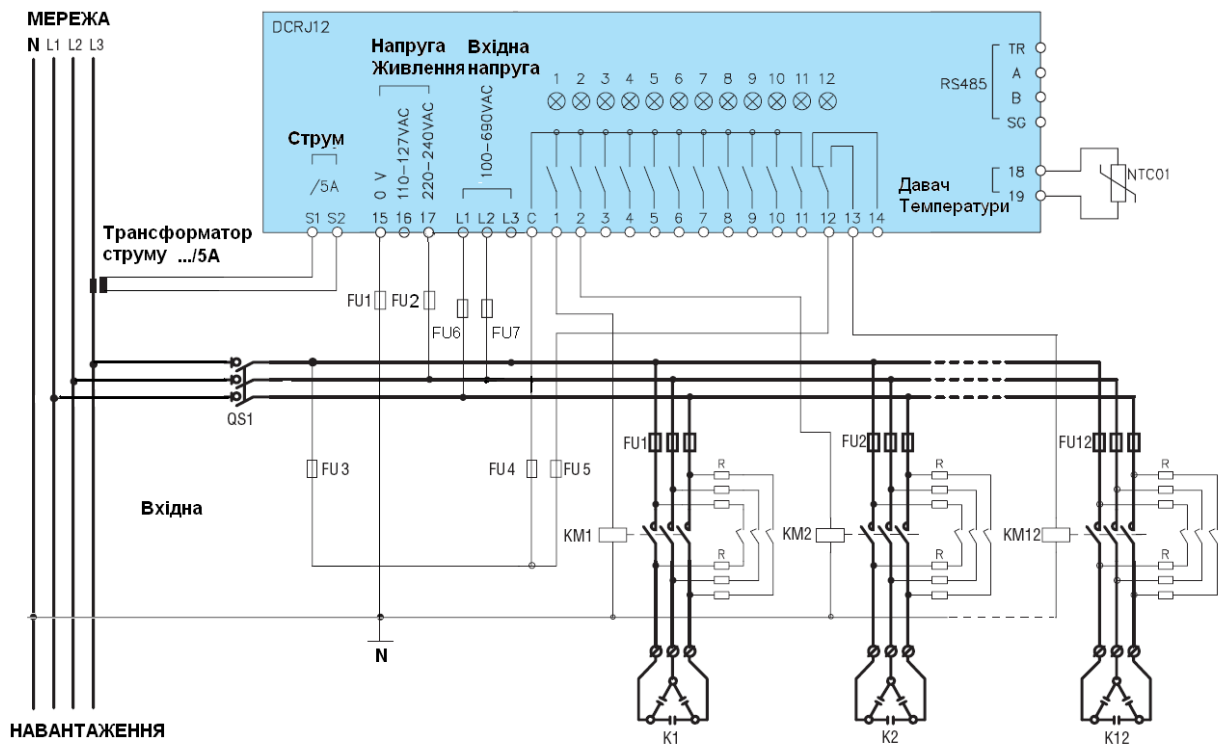 МЕРЕЖА
N L1 L2 L3
DCRJ12
Напруга
Живлення
Вхідна
напруга
1 2 3 4 5 6 7 8 9 10 11 12
RS485
TR
A
B
SG
Струм
/5A
0 V
110-127VAC
220-240VAC
100-690VAC
Давач
Температури
18
19
NTC01
S1 S2 15 16 17 L1 L2 L3 C 1 2 3 4 5 6 7 8 9 10 11 12 13 14
Трансформатор
струму .../5А
FU1 FU2 FU6 FU7
QS1
FU3 FU4 FU5 FU1 FU2 FU12
R R R
Вхідна
KM1 KM2 KM12
R R R
N
НАВАНТАЖЕННЯ
K1 K2 K12